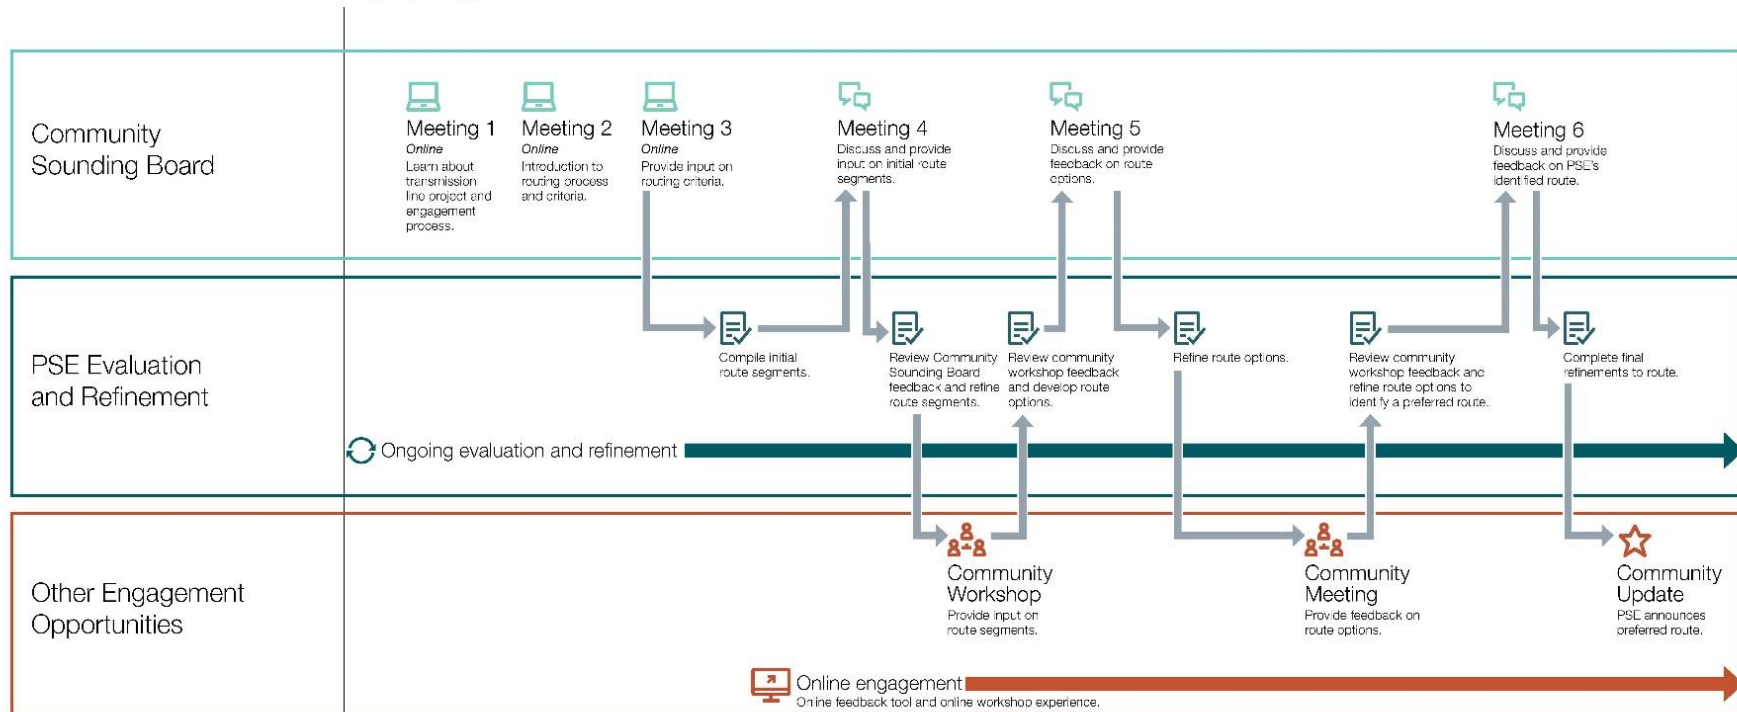 Community
Sounding Board
Meeting 1
Online
Learn about
transmission
line project and
engagement
process.
Meeting 2
Online
Introduction to
routing process
and criteria.
Meeting 3
Online
Provide input on
routing criteria.
Meeting 4
Discuss and provide
input on initial route
segments.
Meeting 5
Discuss and provide
feedback on route
options.
Meeting 6
Discuss and provide
feedback on PSE's
identified route.
PSE Evaluation
and Refinement
Compile initial
route segments.
Review Community
Sounding Board
feedback and refine
route segments.
Review community
workshop feedback
and develop route
options.
Refine route options.
Review community
workshop feedback and
refine route options to
identify a preferred route.
Complete final
refinements to route.
Ongoing evaluation and refinement
Other Engagement
Opportunities
Community
Workshop
Provide input on
route segments.
Community
Meeting
Provide feedback on
route options.
Community
Update
PSE announces
preferred route.
Online engagement
Online feedback tool and online workshop experience.